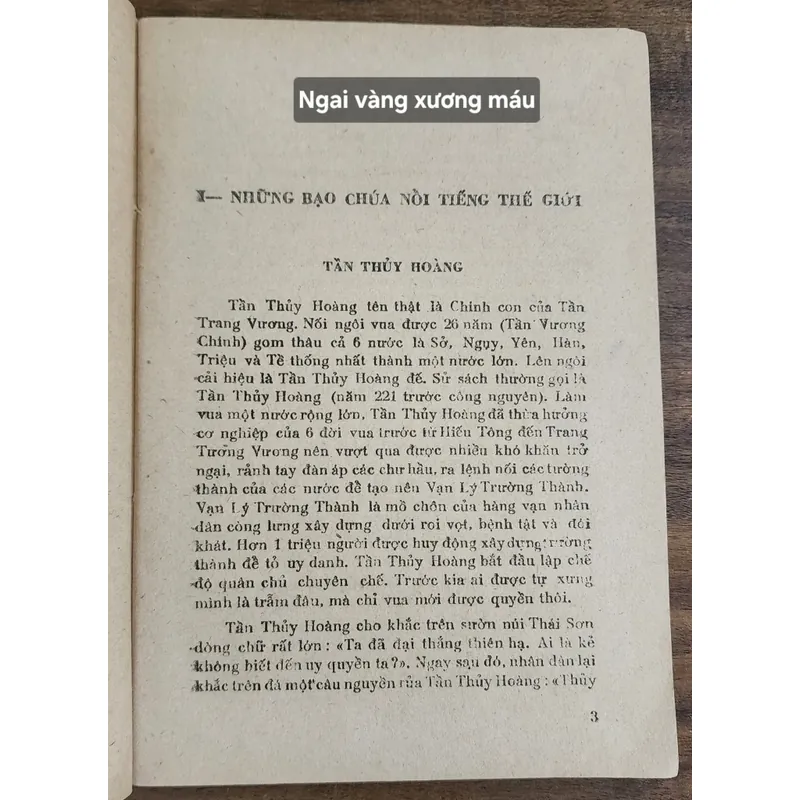 Ngai vàng xương máu
I— NHỮNG BẠO CHÚA NỔI TIẾNG THẾ GIỚI
TẦN THỦY HOÀNG
Tần Thủy Hoàng tên thật là Chính con của Tần
Trang Vương. Nối ngôi vua được 26 năm (Tần Vương
Chính) gom thâu cả 6 nước là Sở, Ngụy, Yên, Hàn,
Triệu và Tề thống nhất thành một nước lớn. Lên ngôi
cải hiệu là Tần Thủy Hoàng đế. Sử sách thường gọi là
Tần Thủy Hoàng (năm 221 trước công nguyên). Làm
vua một nước rộng lớn, Tần Thủy Hoàng đã thừa hưởng
cơ nghiệp của 6 đời vua trước từ Hiếu Tông đến Trang
Tưởng Vương nên vượt qua được nhiều khó khăn trở
ngại, rảnh tay đàn áp các chư hầu, ra lệnh nối các tường
thành của các nước để tạo nên Vạn Lý Trường Thành.
Vạn Lý Trường Thành là mồ chôn của hàng vạn nhân
dân còng lưng xây dựng dưới roi vọt, bệnh tật và đói
khát. Hơn 1 triệu người được huy động xây dựng trường
thành để tỏ uy danh. Tần Thủy Hoàng bắt đầu lập chế
độ quân chủ chuyên chế. Trước kia ai được tự xưng
mình là trẫm đâu, mà chỉ vua mới được quyền thôi.
Tần Thủy Hoàng cho khắc trên sườn núi Thái Sơn
dòng chữ rất lớn : «Ta đã đại thắng thiên hạ. Ai là kẻ
không biết đến uy quyền ta?». Ngay sau đó, nhân dân lại
khắc trên đá một câu nguyền rủa Tần Thủy Hoàng : «Thủy
3